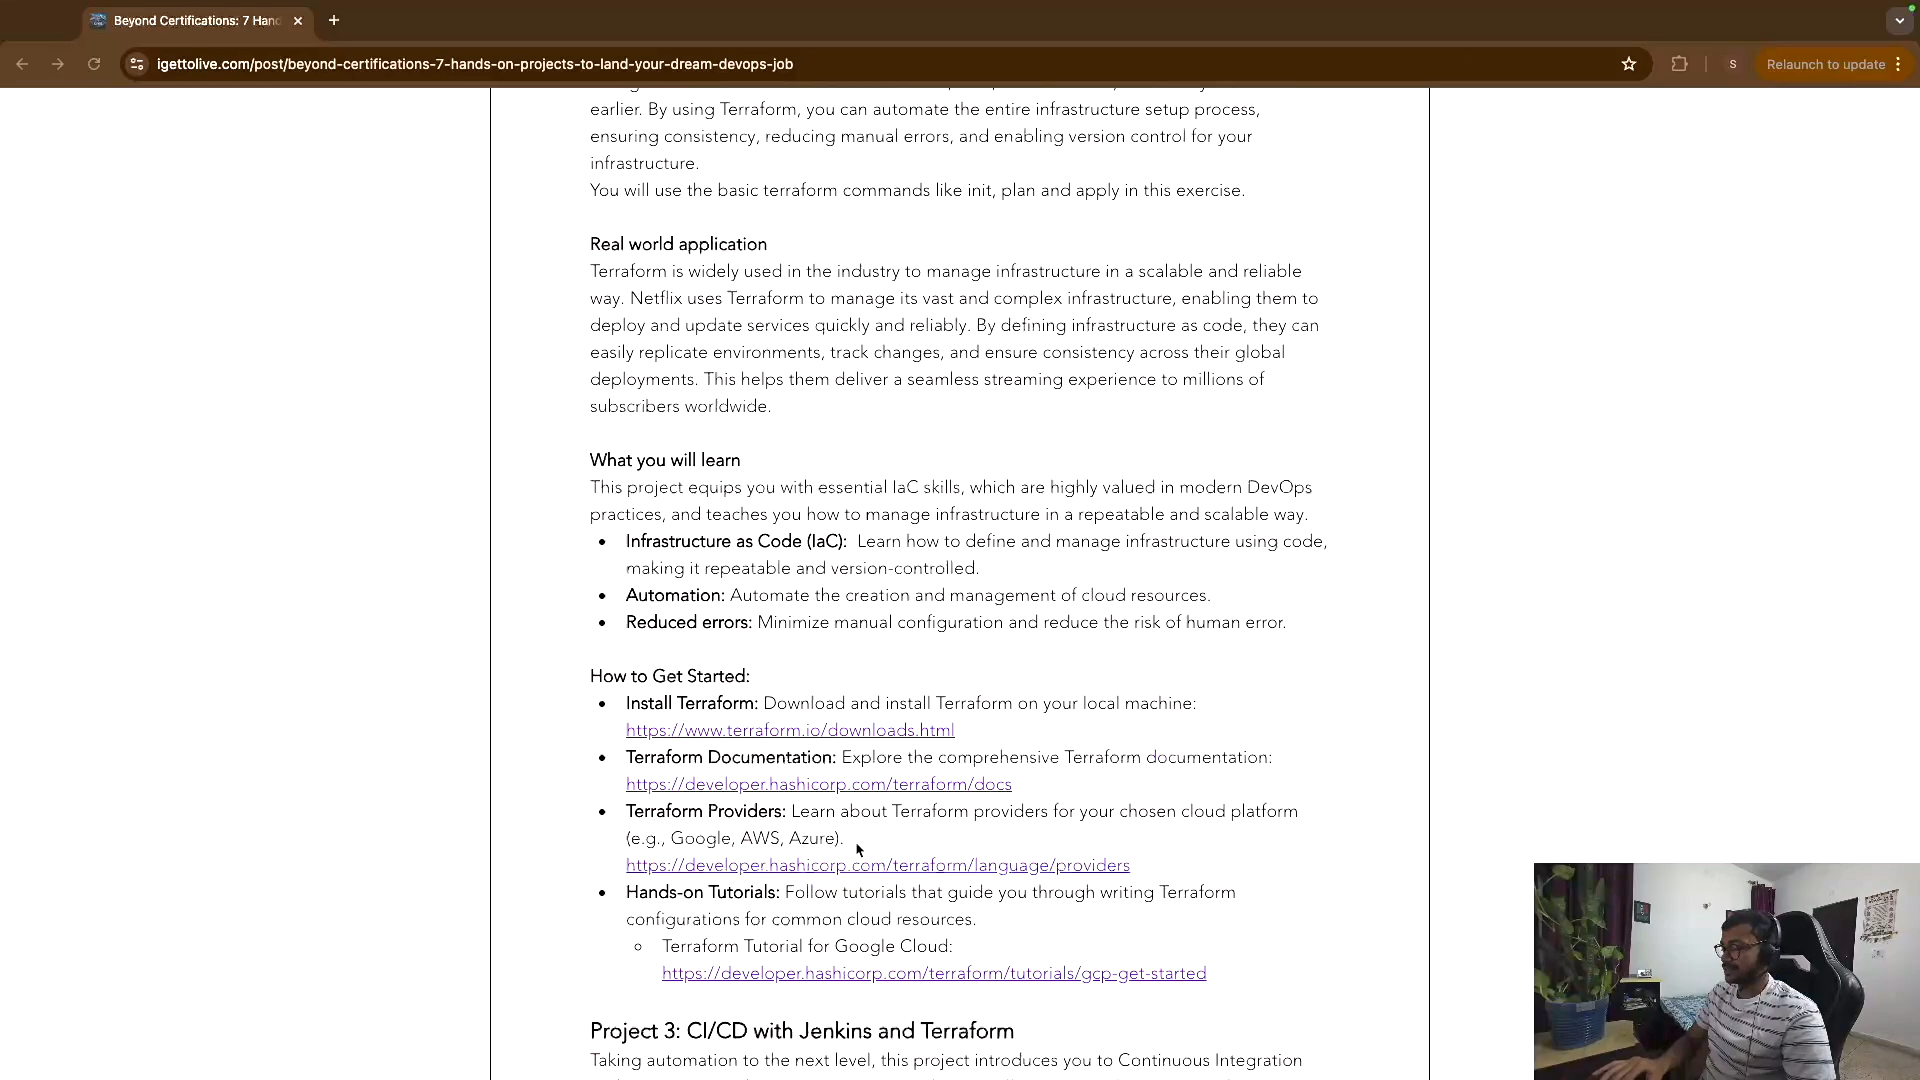 Beyond Certifications: 7 Hand
igettolive.com/post/beyond-certifications-7-hands-on-projects-to-land-your-dream-devops-job
S
Relaunch to update
earlier. By using Terraform, you can automate the entire infrastructure setup process,
ensuring consistency, reducing manual errors, and enabling version control for your
infrastructure.
You will use the basic terraform commands like init, plan and apply in this exercise.
Real world application
Terraform is widely used in the industry to manage infrastructure in a scalable and reliable
way. Netflix uses Terraform to manage its vast and complex infrastructure, enabling them to
deploy and update services quickly and reliably. By defining infrastructure as code, they can
easily replicate environments, track changes, and ensure consistency across their global
deployments. This helps them deliver a seamless streaming experience to millions of
subscribers worldwide.
What you will learn
This project equips you with essential IaC skills, which are highly valued in modern DevOps
practices, and teaches you how to manage infrastructure in a repeatable and scalable way.
Infrastructure as Code (IaC): Learn how to define and manage infrastructure using code,
making it repeatable and version-controlled.
Automation: Automate the creation and management of cloud resources.
Reduced errors: Minimize manual configuration and reduce the risk of human error.
How to Get Started:
Install Terraform: Download and install Terraform on your local machine:
https://www.terraform.io/downloads.html
Terraform Documentation: Explore the comprehensive Terraform documentation:
https://developer.hashicorp.com/terraform/docs
Terraform Providers: Learn about Terraform providers for your chosen cloud platform
(e.g., Google, AWS, Azure).
https://developer.hashicorp.com/terraform/language/providers
Hands-on Tutorials: Follow tutorials that guide you through writing Terraform
configurations for common cloud resources.
Terraform Tutorial for Google Cloud:
https://developer.hashicorp.com/terraform/tutorials/gcp-get-started
Project 3: CI/CD with Jenkins and Terraform
Taking automation to the next level, this project introduces you to Continuous Integration